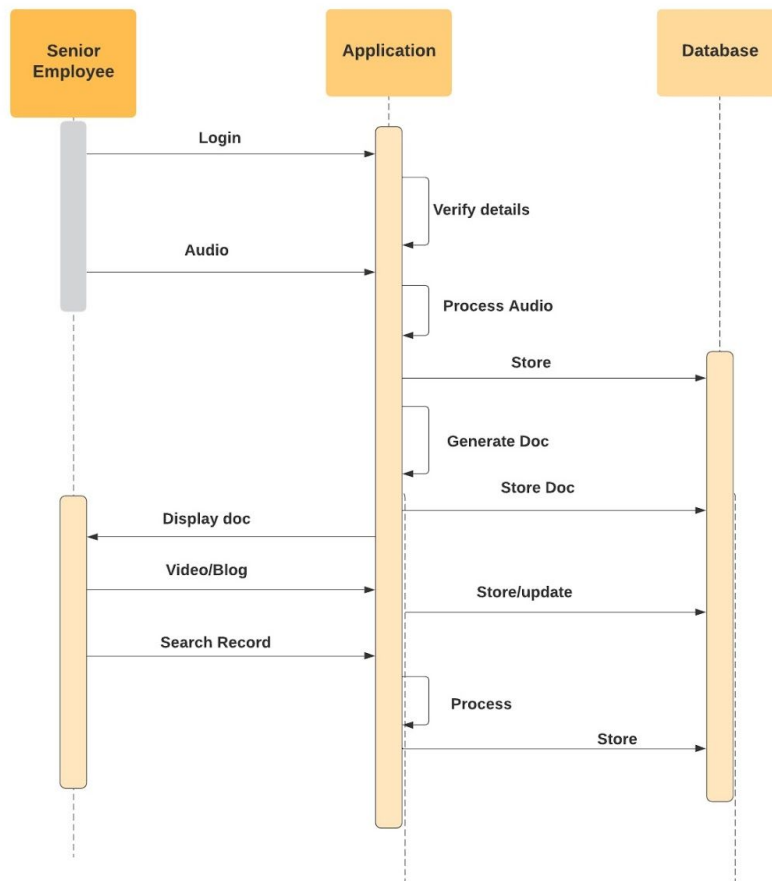 Senior
Employee
Application
Database
Login
Verify details
Audio
Process Audio
Store
Generate Doc
Store Doc
Display doc
Video/Blog
Store/update
Search Record
Process
Store